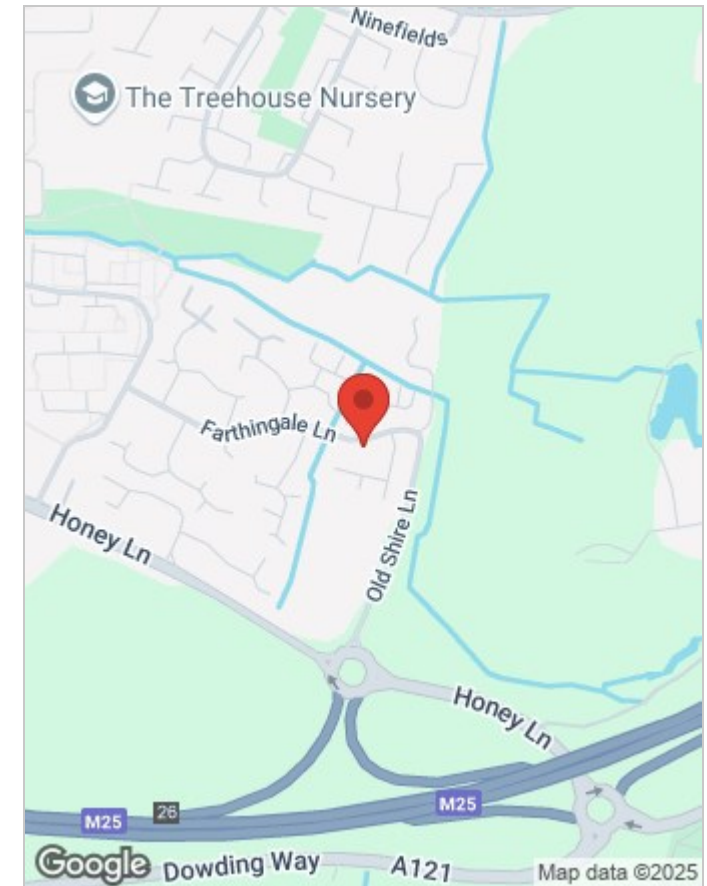 Ninefields
The Treehouse Nursery
Farthingale Ln
Honey Ln
Old Shire Ln
Honey Ln
M25
26
M25
Google
Dowding Way
A121
Map data ©2025